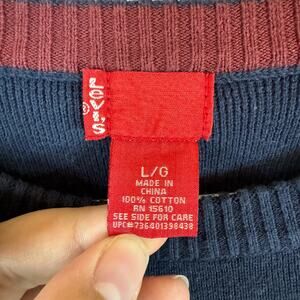 LEVI'S
®
L/G
MADE IN
CHINA
100% COTTON
RN 15610
SEE SIDE FOR CARE
UPC#736401398438